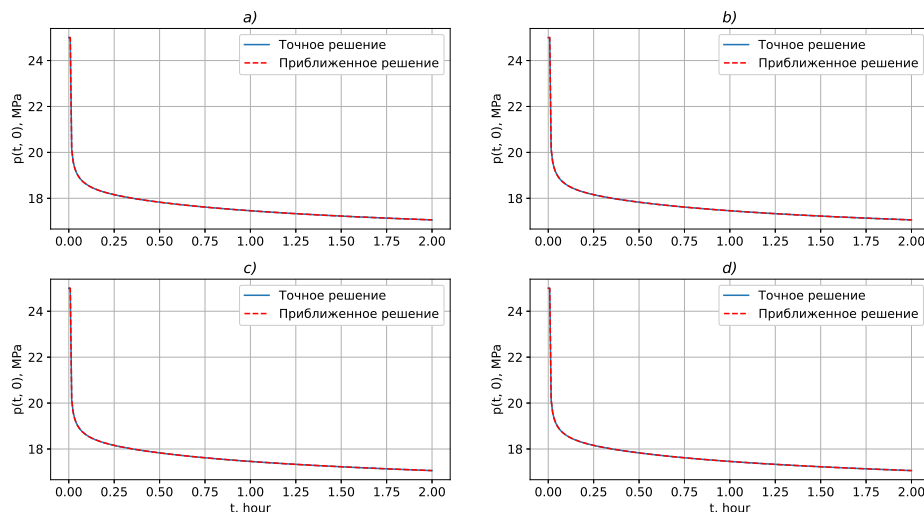 a)
Точное решение
Приближенное решение
p(t, 0), MPa
24
22
20
18
0.00 0.25 0.50 0.75 1.00 1.25 1.50 1.75 2.00
b)
Точное решение
Приближенное решение
p(t, 0), MPa
24
22
20
18
0.00 0.25 0.50 0.75 1.00 1.25 1.50 1.75 2.00
c)
Точное решение
Приближенное решение
p(t, 0), MPa
24
22
20
18
0.00 0.25 0.50 0.75 1.00 1.25 1.50 1.75 2.00
t, hour
d)
Точное решение
Приближенное решение
p(t, 0), MPa
24
22
20
18
0.00 0.25 0.50 0.75 1.00 1.25 1.50 1.75 2.00
t, hour